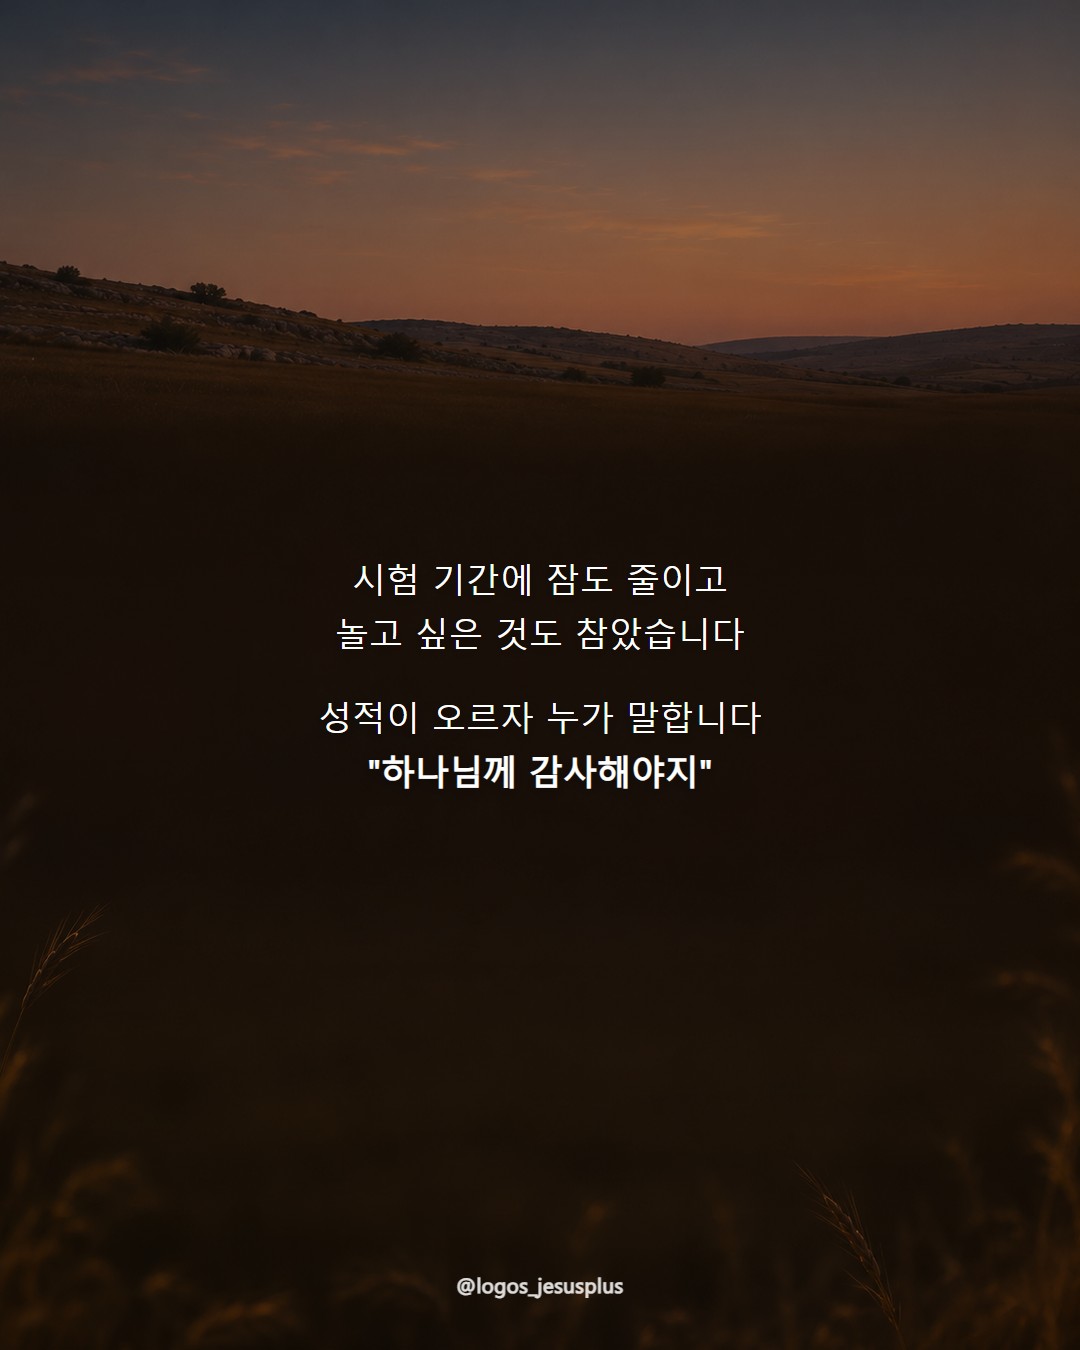 시험 기간에 잠도 줄이고
놀고 싶은 것도 참았습니다
성적이 오르자 누가 말합니다
"하나님께 감사해야지"
@logos_jesusplus